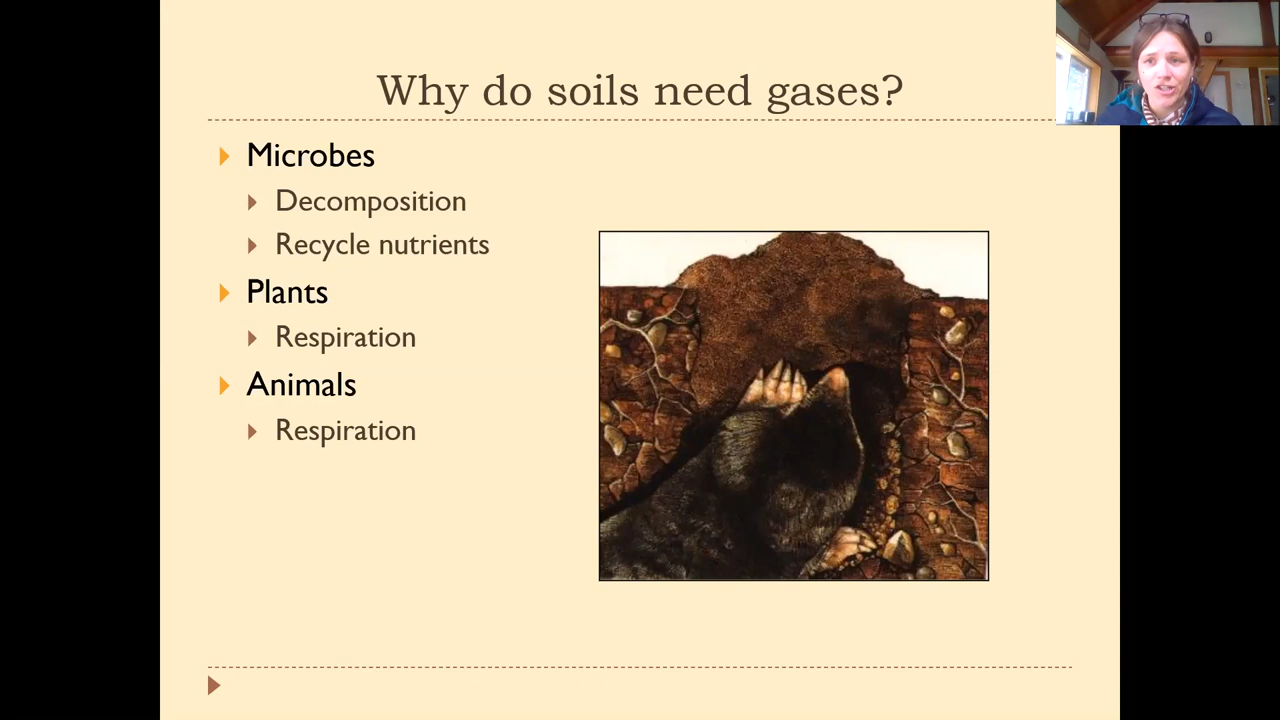 Why do soils need gases?
Microbes
Decomposition
Recycle nutrients
Plants
Respiration
Animals
Respiration